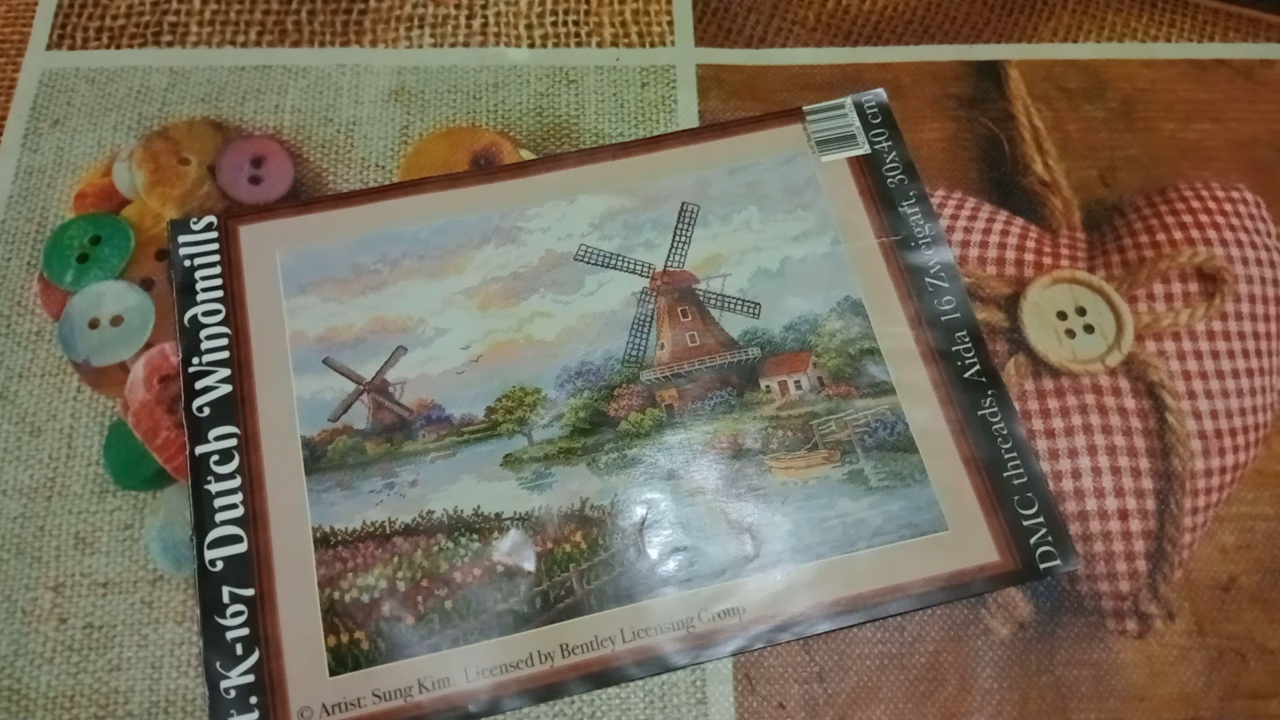 t.K-167 Dutch Windmills
DMC threads, Aida 16 Zweigart, 30x40 cm
© Artist: Sung Kim. Licensed by Bentley Licensing Group